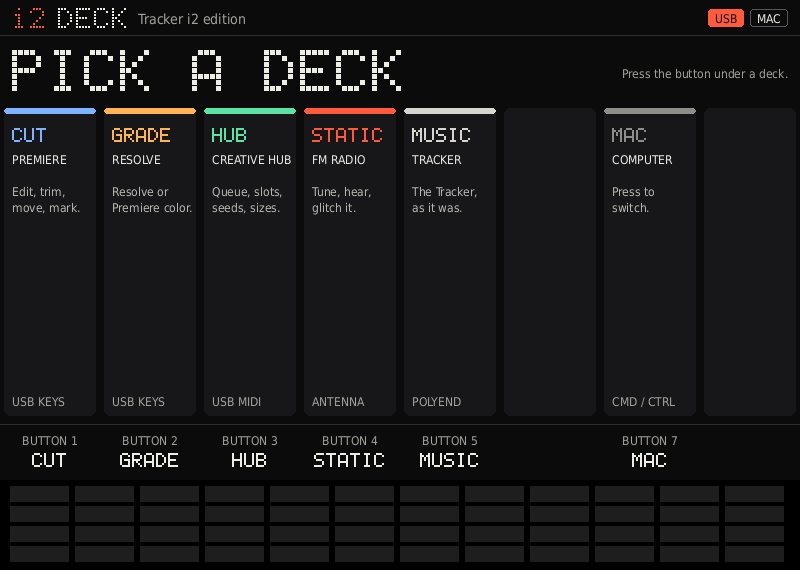 i2 DECK Tracker i2 edition USB MAC
PICK A DECK
Press the button under a deck.
CUT GRADE HUB STATIC MUSIC MAC
PREMIERE RESOLVE CREATIVE HUB FM RADIO TRACKER COMPUTER
Edit, trim, Resolve or Queue, slots, Tune, hear, The Tracker, Press to
move, mark. Premiere color. seeds, sizes. glitch it. as it was. switch.
USB KEYS USB KEYS USB MIDI ANTENNA POLYEND CMD / CTRL
BUTTON 1 BUTTON 2 BUTTON 3 BUTTON 4 BUTTON 5 BUTTON 7
CUT GRADE HUB STATIC MUSIC MAC